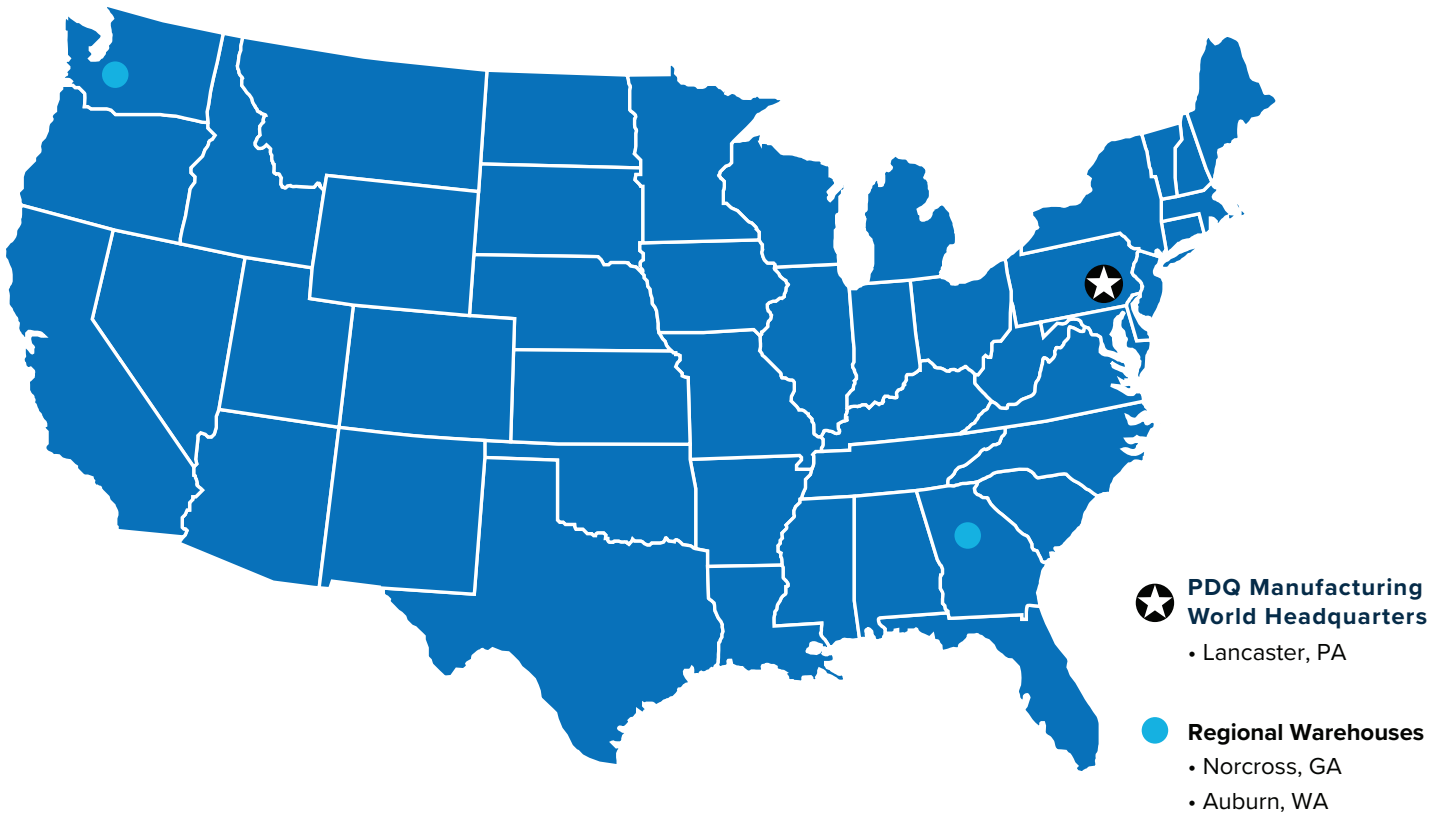 PDQ Manufacturing
World Headquarters
• Lancaster, PA
Regional Warehouses
• Norcross, GA
• Auburn, WA